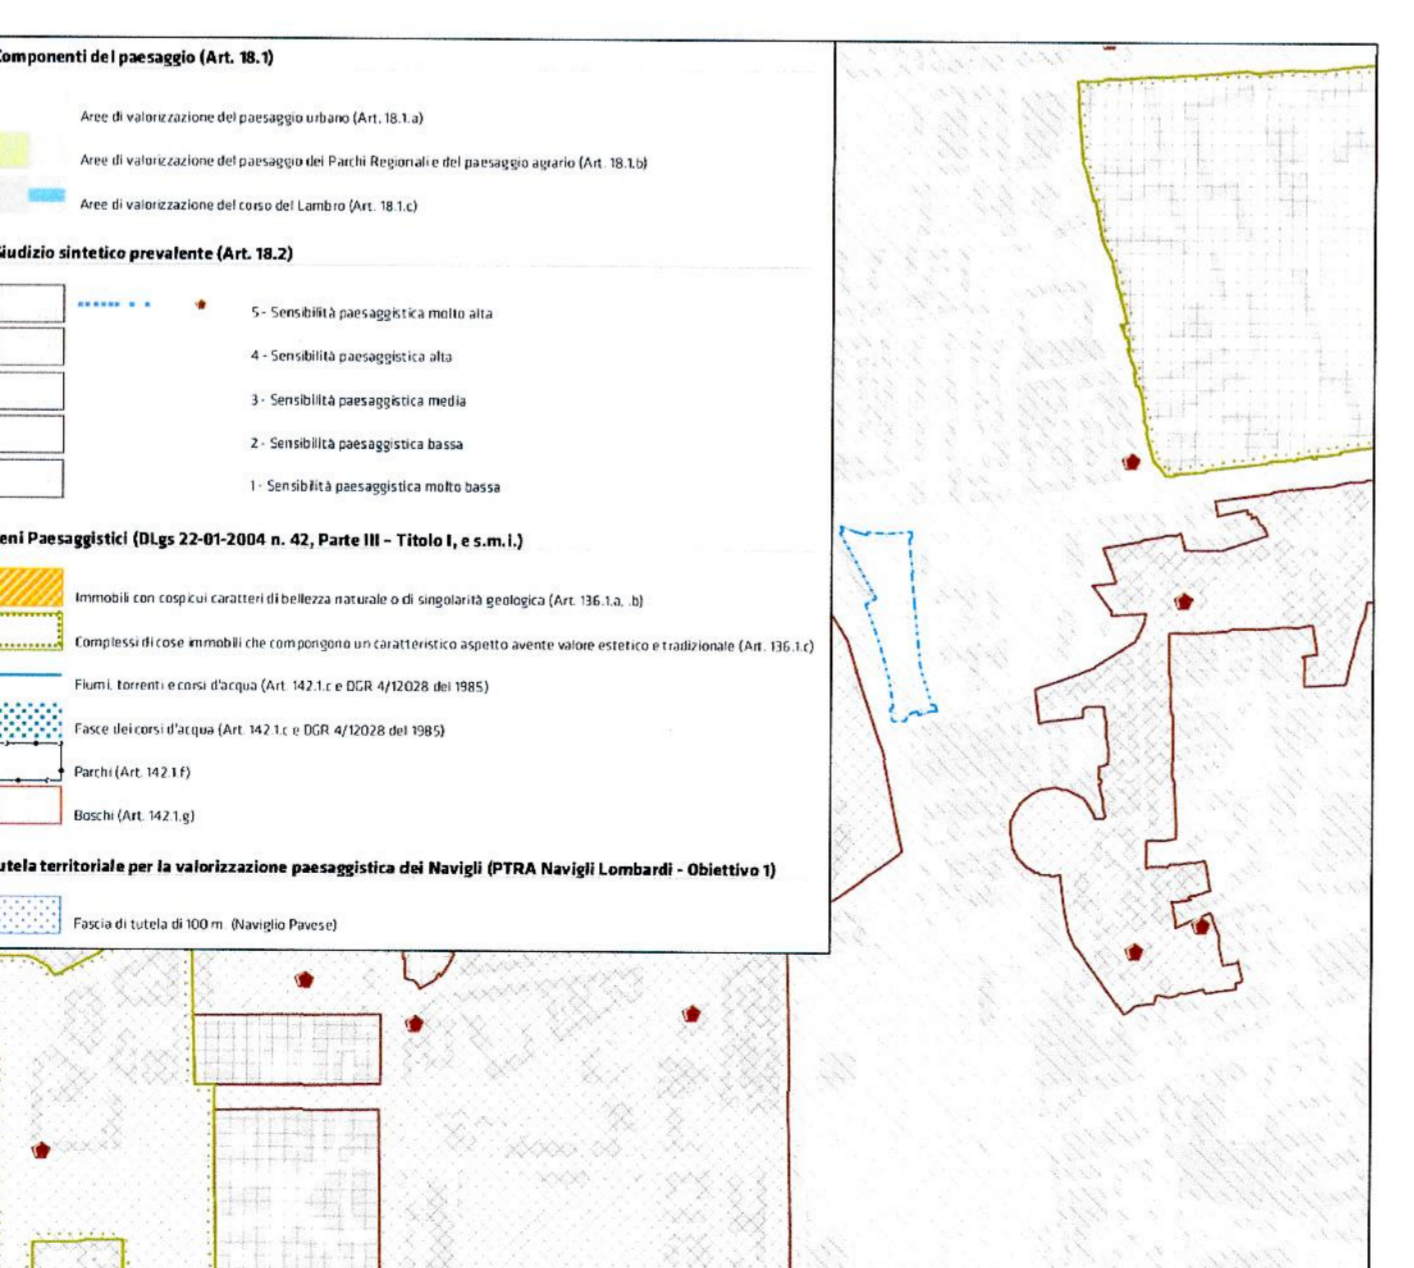 omponenti del paesaggio (Art. 18.1)
Aree di valorizzazione del paesaggio urbano (Art. 18.1.a)
Aree di valorizzazione del paesaggio dei Parchi Regionali e del paesaggio agrario (Art. 18.1.b)
Aree di valorizzazione del corso del Lambro (Art. 18.1.c)
iudizio sintetico prevalente (Art. 18.2)
5 - Sensibilità paesaggistica molto alta
4 - Sensibilità paesaggistica alta
3 - Sensibilità paesaggistica media
2 - Sensibilità paesaggistica bassa
1 - Sensibilità paesaggistica molto bassa
eni Paesaggistici (DLgs 22-01-2004 n. 42, Parte III – Titolo I, e s.m.i.)
Immobili con cospicui caratteri di bellezza naturale o di singolarità geologica (Art. 136.1.a, .b)
Complessi di cose immobili che compongono un caratteristico aspetto avente valore estetico e tradizionale (Art. 136.1.c)
Fiumi, torrenti e corsi d'acqua (Art. 142.1.c e DGR 4/12028 del 1985)
Fasce dei corsi d'acqua (Art. 142.1.c e DGR 4/12028 del 1985)
Parchi (Art. 142.1.f)
Boschi (Art. 142.1.g)
utela territoriale per la valorizzazione paesaggistica dei Navigli (PTRA Navigli Lombardi - Obiettivo 1)
Fascia di tutela di 100 m. (Naviglio Pavese)